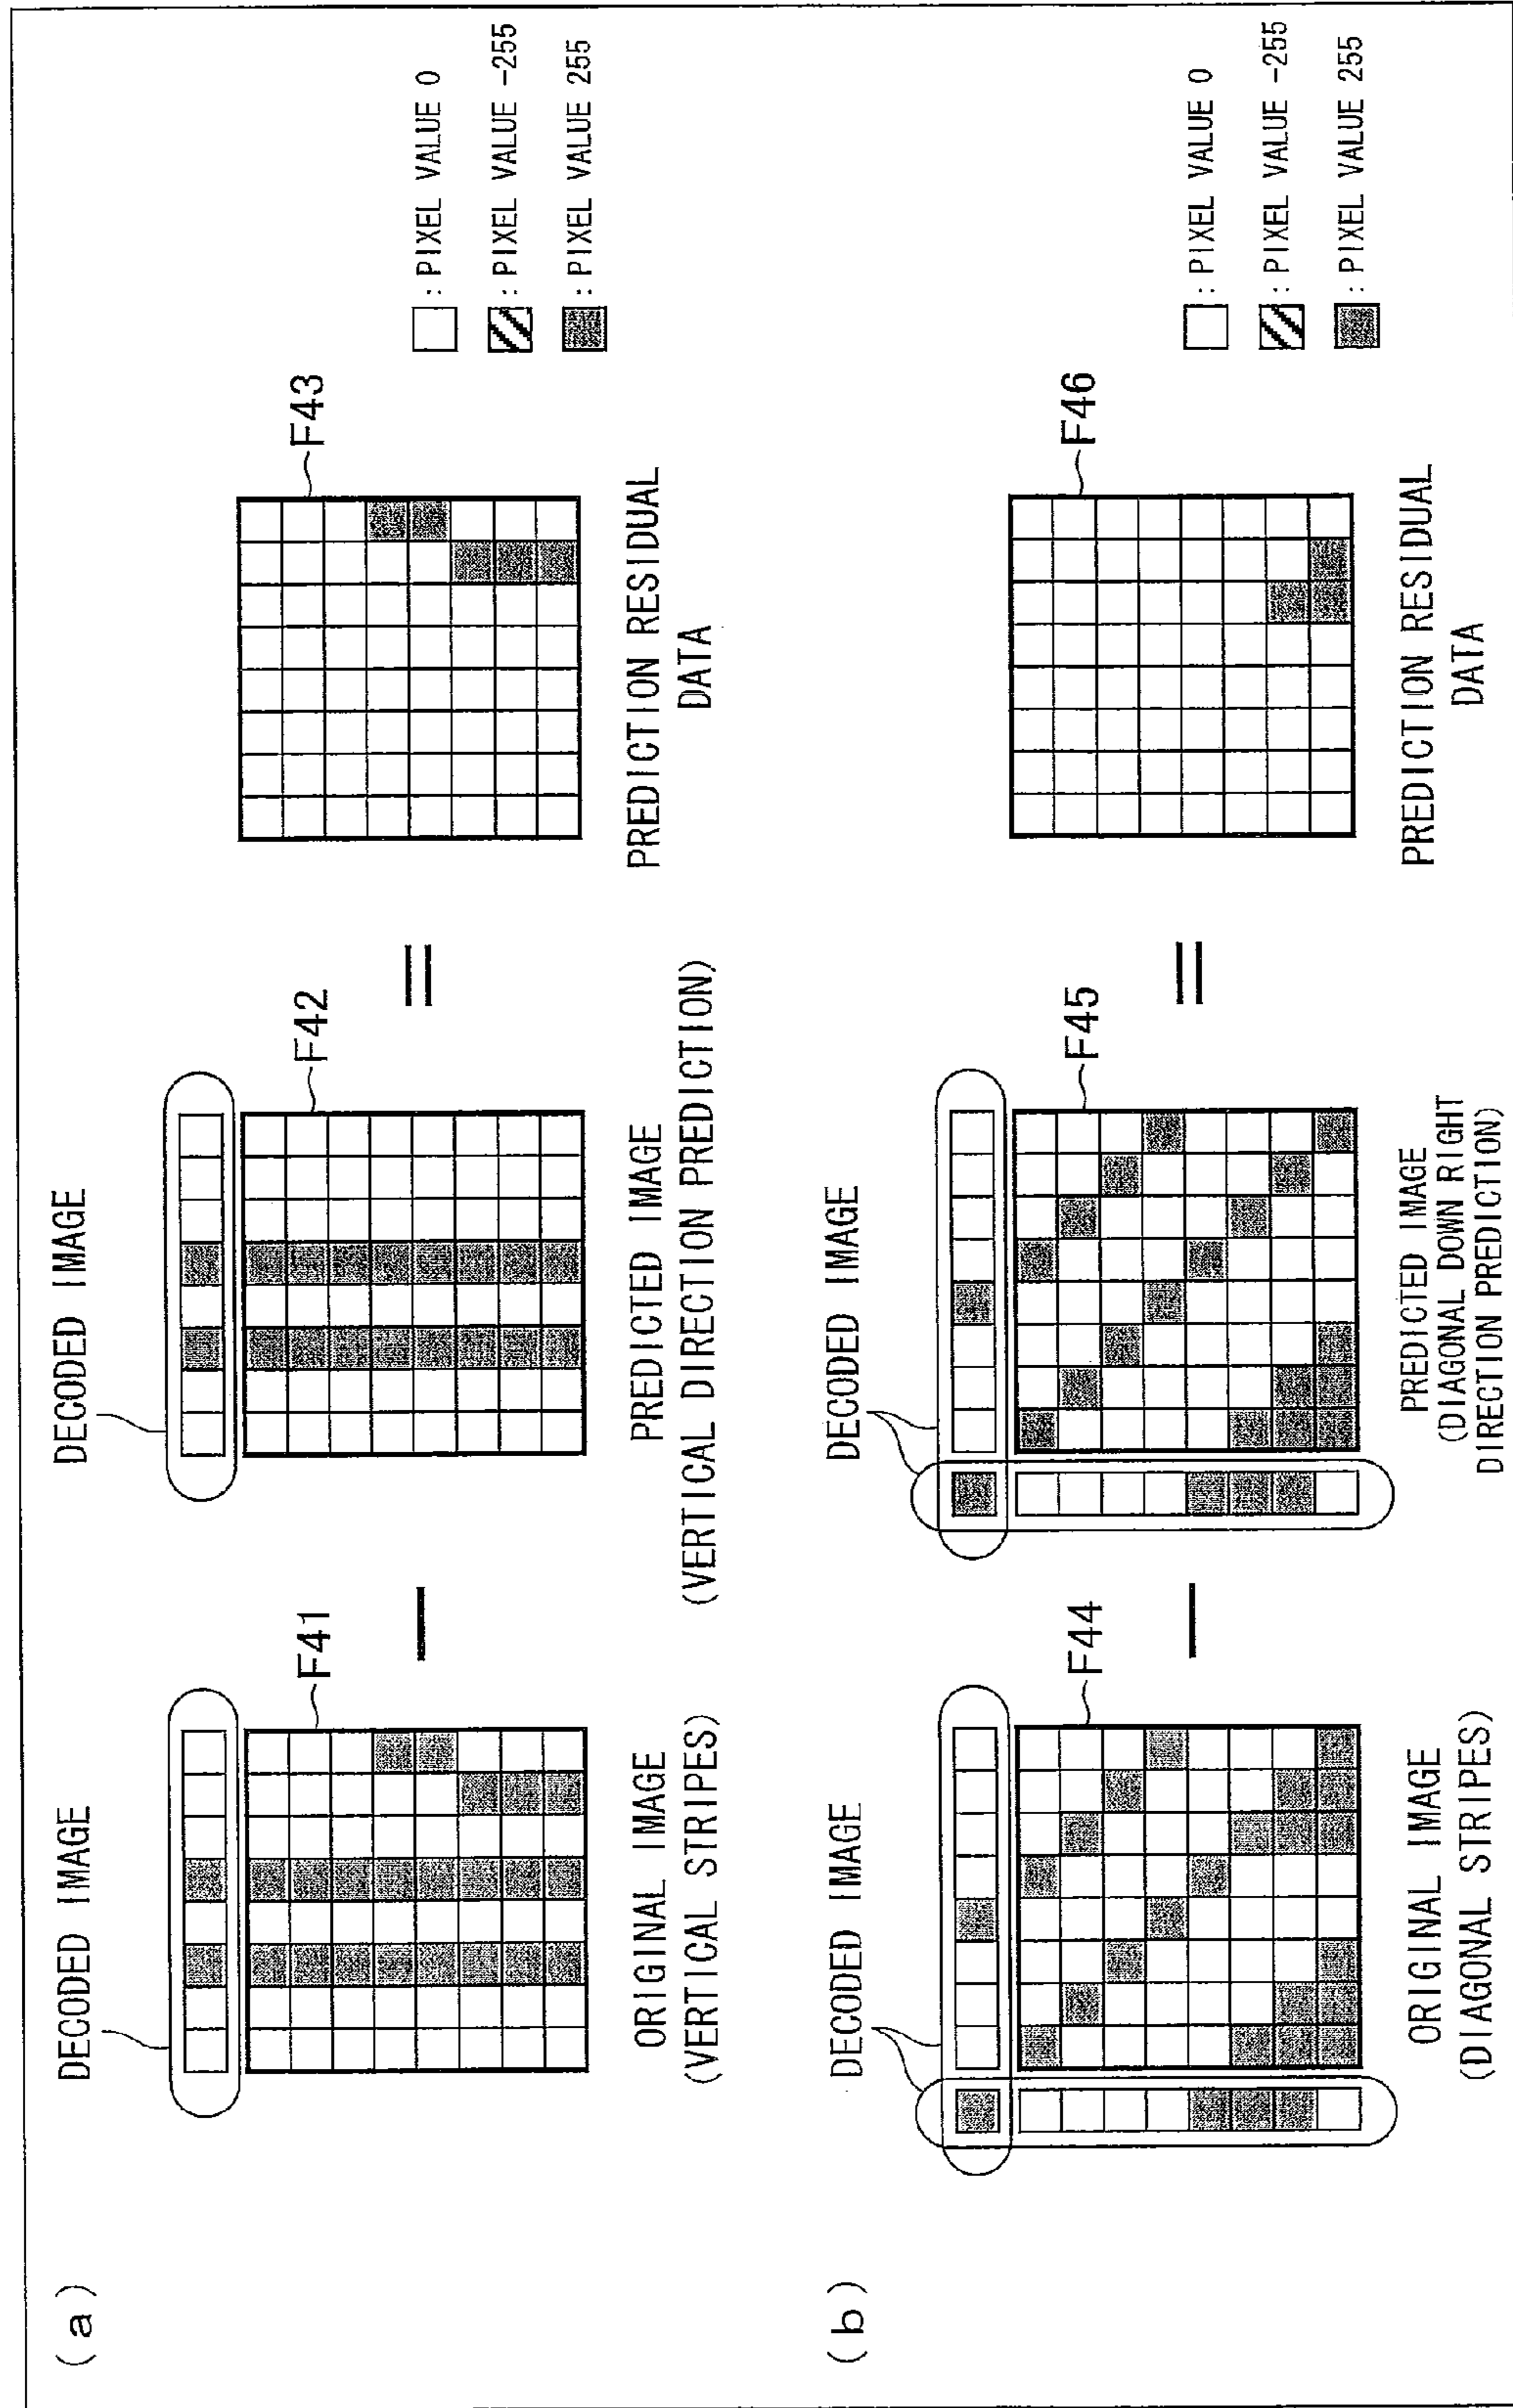 (a)
DECODED IMAGE
F41
ORIGINAL IMAGE
(VERTICAL STRIPES)
DECODED IMAGE
F42
PREDICTED IMAGE
(VERTICAL DIRECTION PREDICTION)
F43
PREDICTION RESIDUAL
DATA
: PIXEL VALUE 0
: PIXEL VALUE -255
: PIXEL VALUE 255
(b)
DECODED IMAGE
F44
ORIGINAL IMAGE
(DIAGONAL STRIPES)
DECODED IMAGE
F45
PREDICTED IMAGE
(DIAGONAL DOWN RIGHT
DIRECTION PREDICTION)
F46
PREDICTION RESIDUAL
DATA
: PIXEL VALUE 0
: PIXEL VALUE -255
: PIXEL VALUE 255